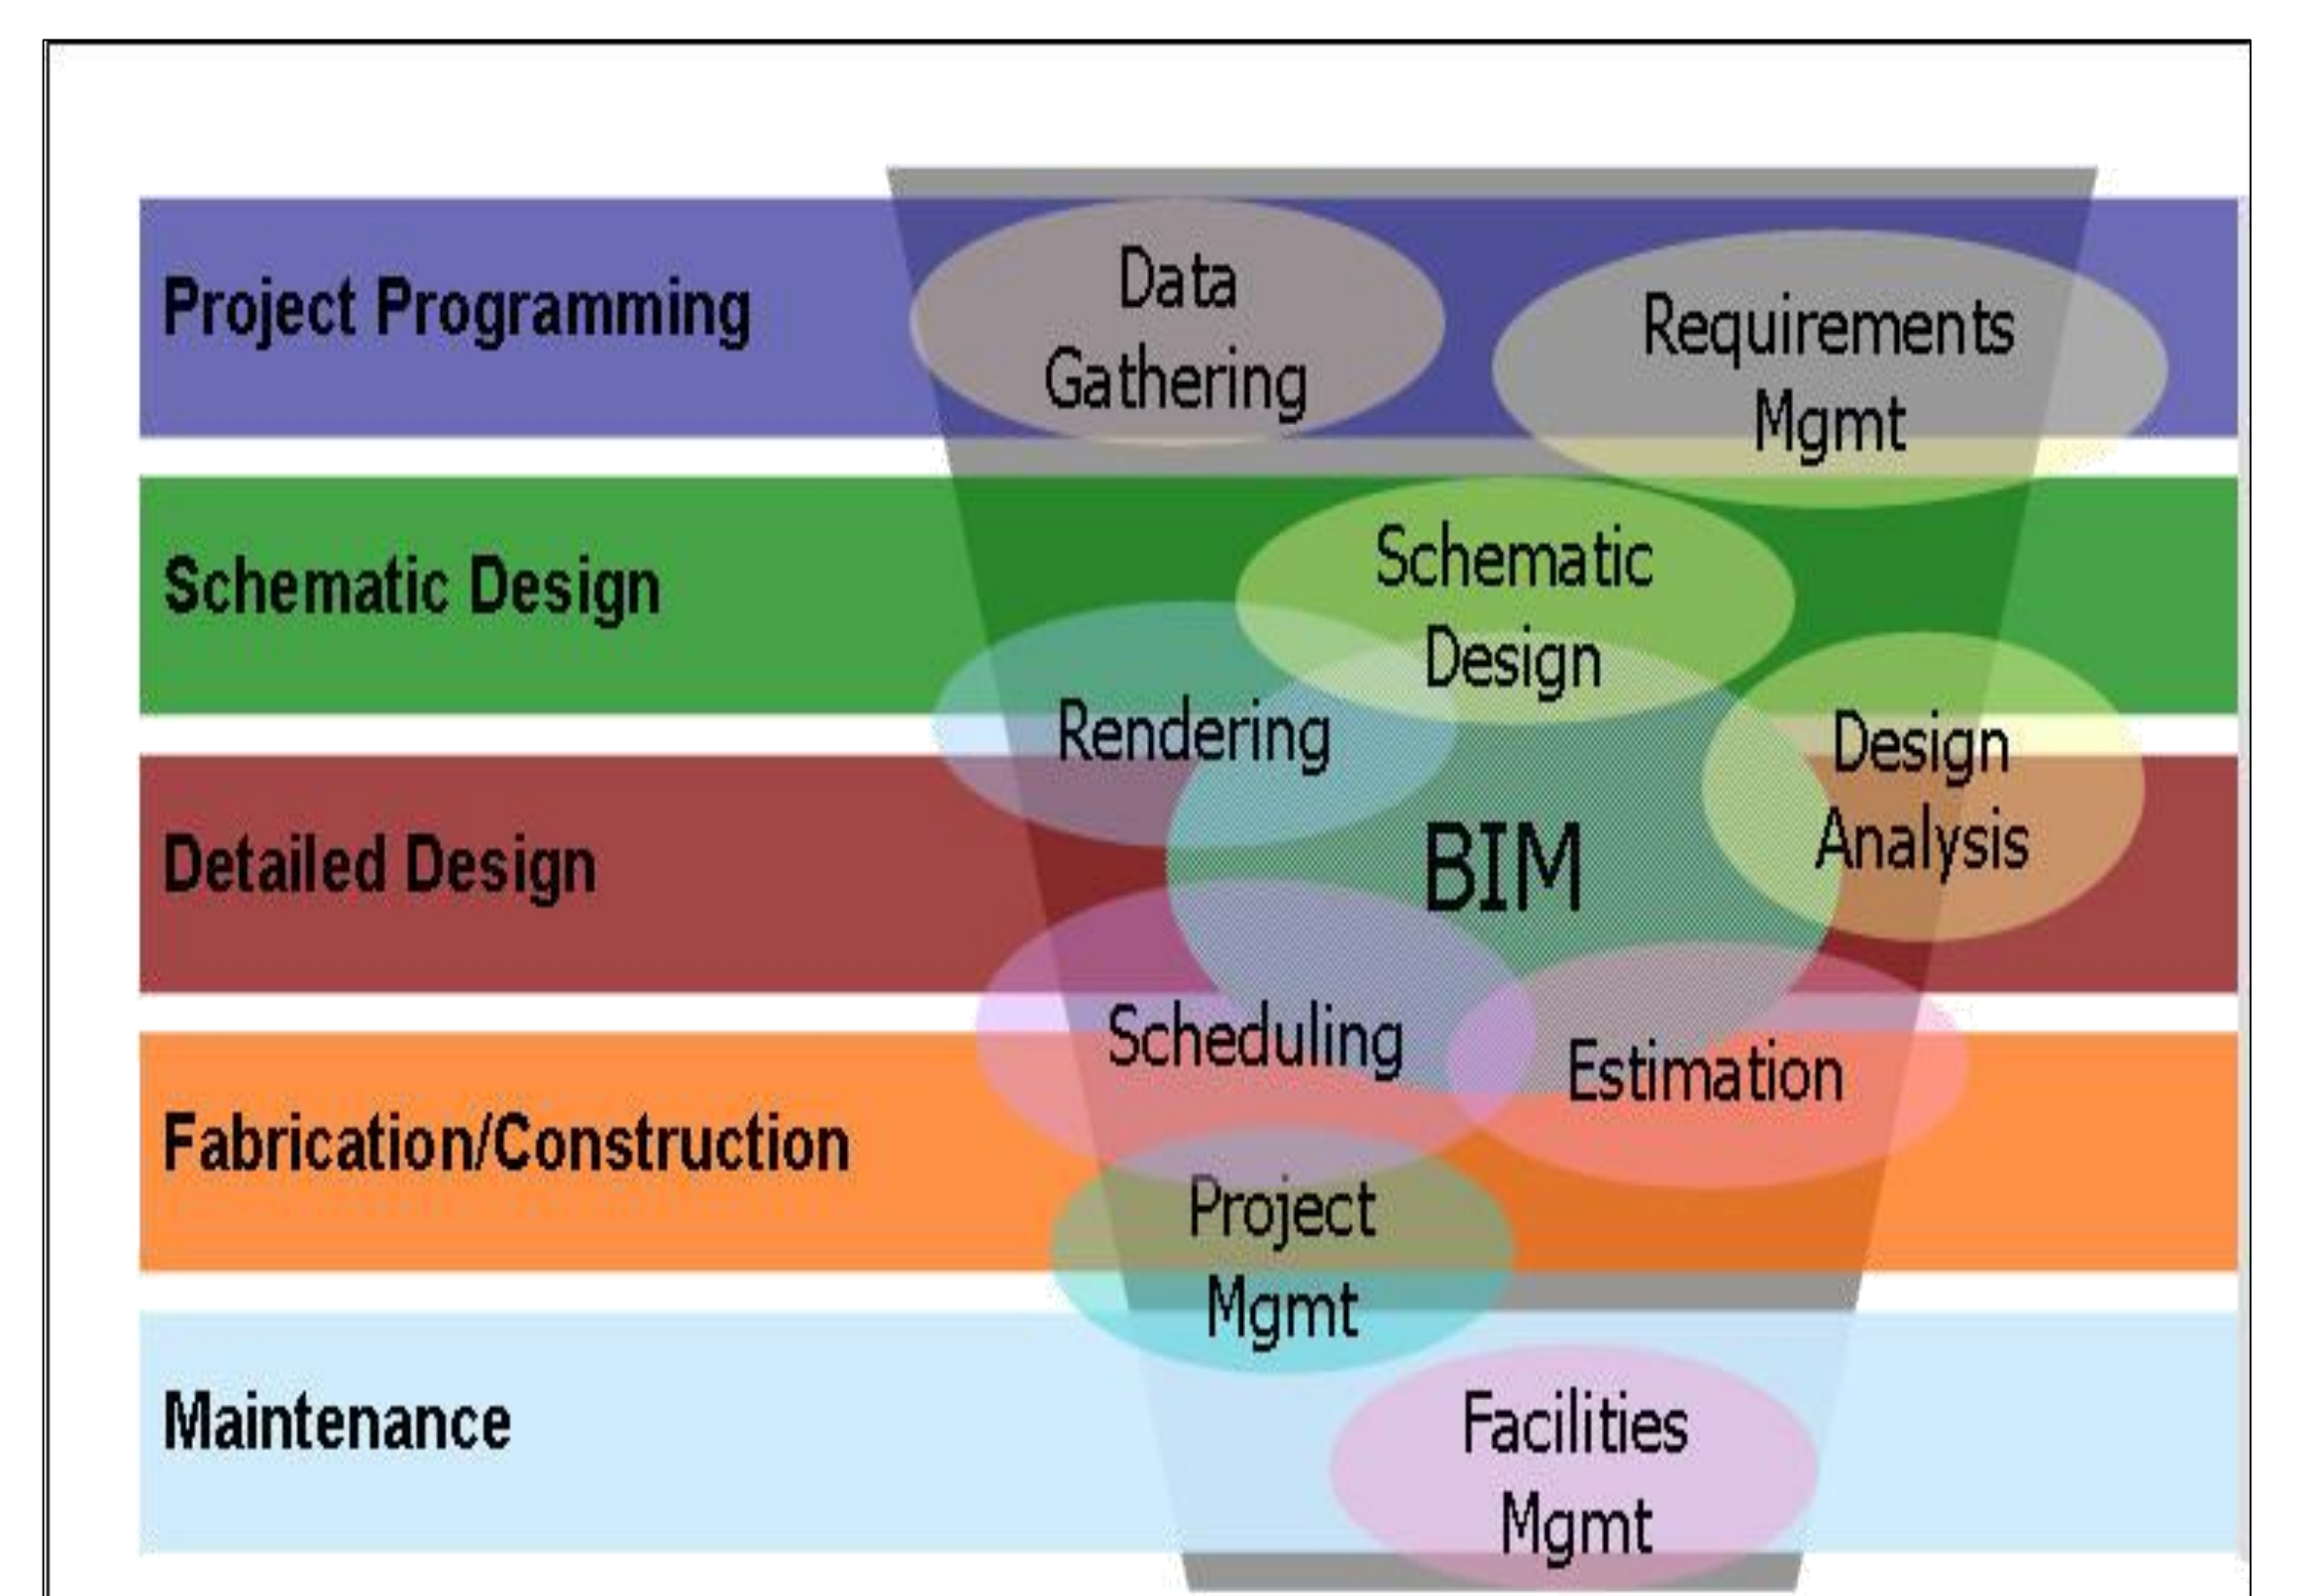 Project Programming
Data
Gathering
Requirements
Mgmt
Schematic Design
Schematic
Design
Rendering
Design
Analysis
Detailed Design
BIM
Scheduling
Estimation
Fabrication/Construction
Project
Mgmt
Maintenance
Facilities
Mgmt